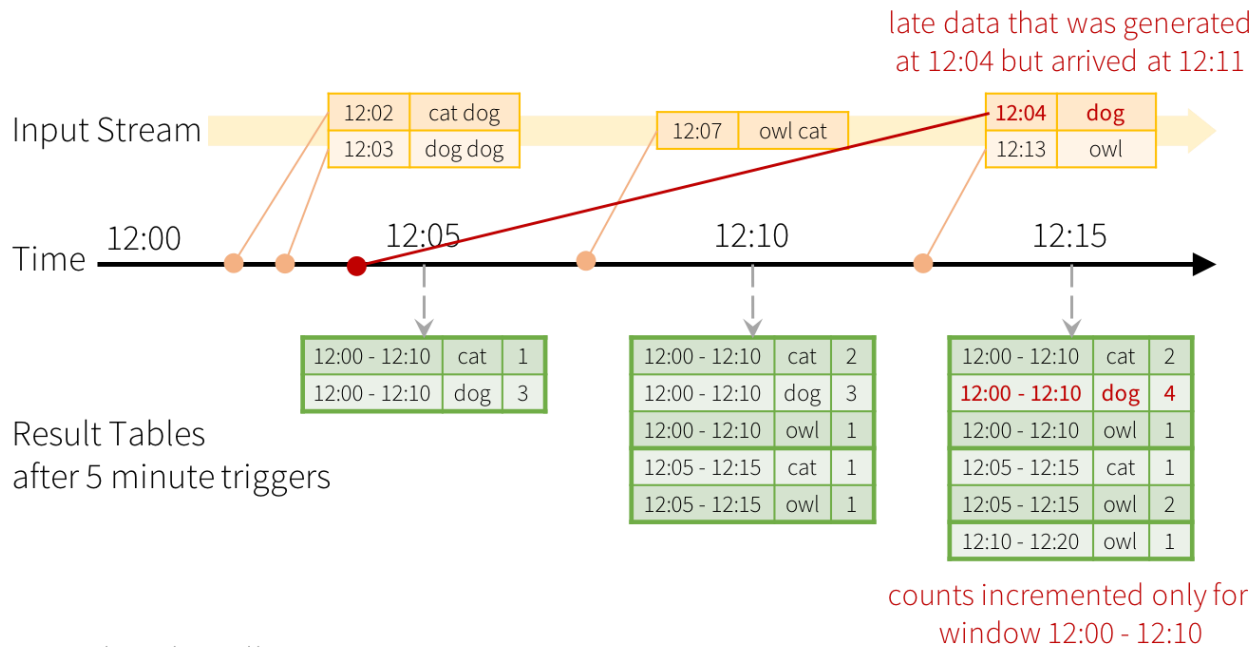 late data that was generated
at 12:04 but arrived at 12:11
Input Stream
12:02 cat dog
12:03 dog dog
12:07 owl cat
12:04 dog
12:13 owl
Time
12:00 12:05 12:10 12:15
12:00 - 12:10 cat 1
12:00 - 12:10 dog 3
12:00 - 12:10 cat 2
12:00 - 12:10 dog 3
12:00 - 12:10 owl 1
12:05 - 12:15 cat 1
12:05 - 12:15 owl 1
12:00 - 12:10 cat 2
12:00 - 12:10 dog 4
12:00 - 12:10 owl 1
12:05 - 12:15 cat 1
12:05 - 12:15 owl 2
12:10 - 12:20 owl 1
Result Tables
after 5 minute triggers
counts incremented only for
window 12:00 - 12:10